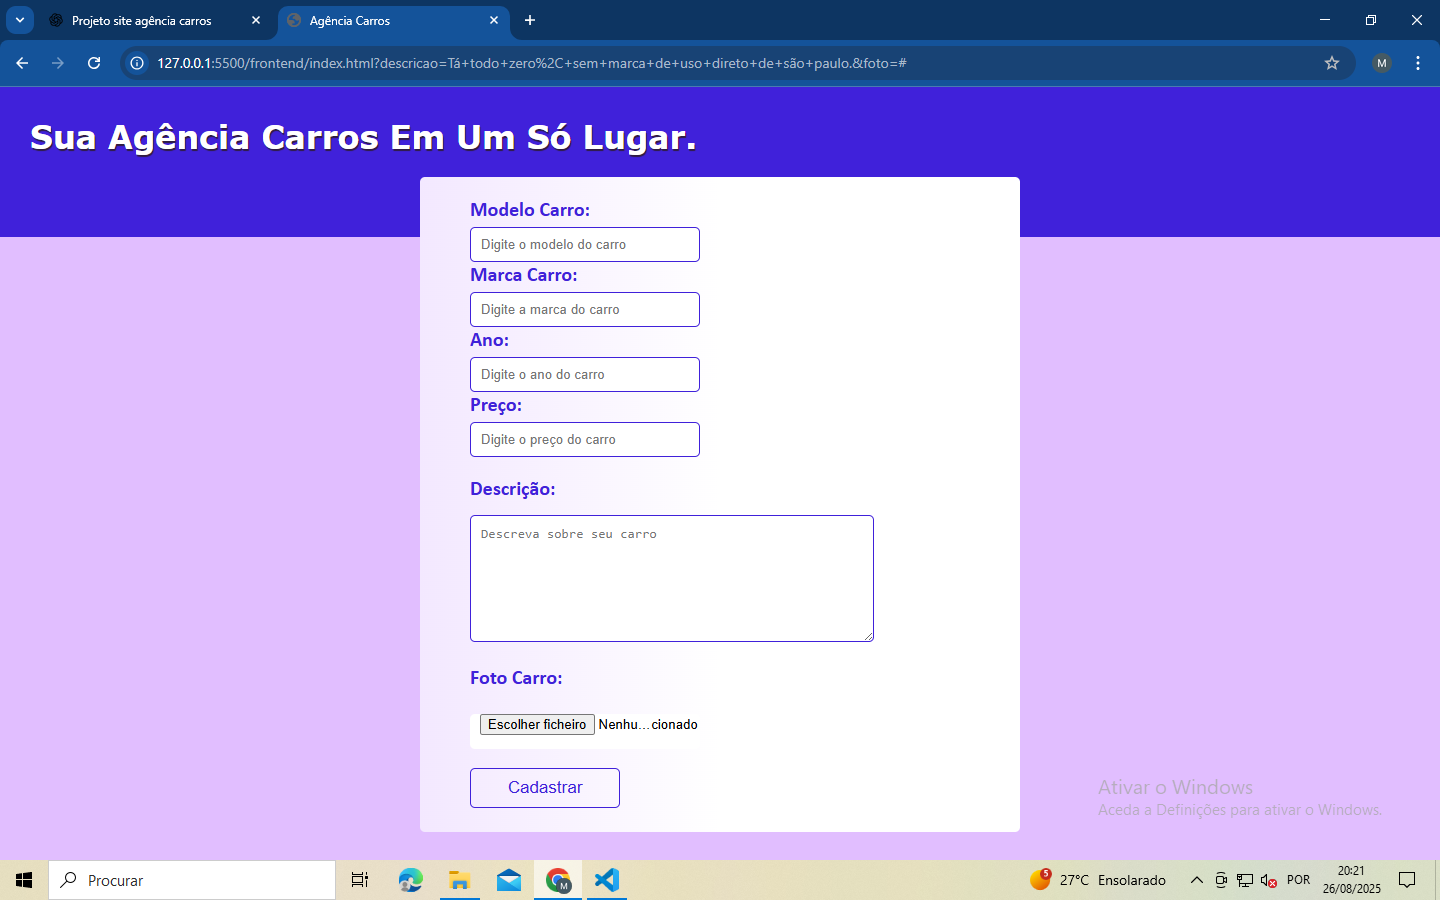 Projeto site agência carros
Agência Carros
127.0.0.1:5500/frontend/index.html?descricao=Tá+todo+zero%2C+sem+marca+de+uso+direto+de+são+paulo.&foto=#
M
Sua Agência Carros Em Um Só Lugar.
Modelo Carro:
Digite o modelo do carro
Marca Carro:
Digite a marca do carro
Ano:
Digite o ano do carro
Preço:
Digite o preço do carro
Descrição:
Descreva sobre seu carro
Foto Carro:
Escolher ficheiro Nenhu...cionado
Cadastrar
Ativar o Windows
Aceda a Definições para ativar o Windows.
Procurar
M
5
27°C Ensolarado
POR
20:21
26/08/2025